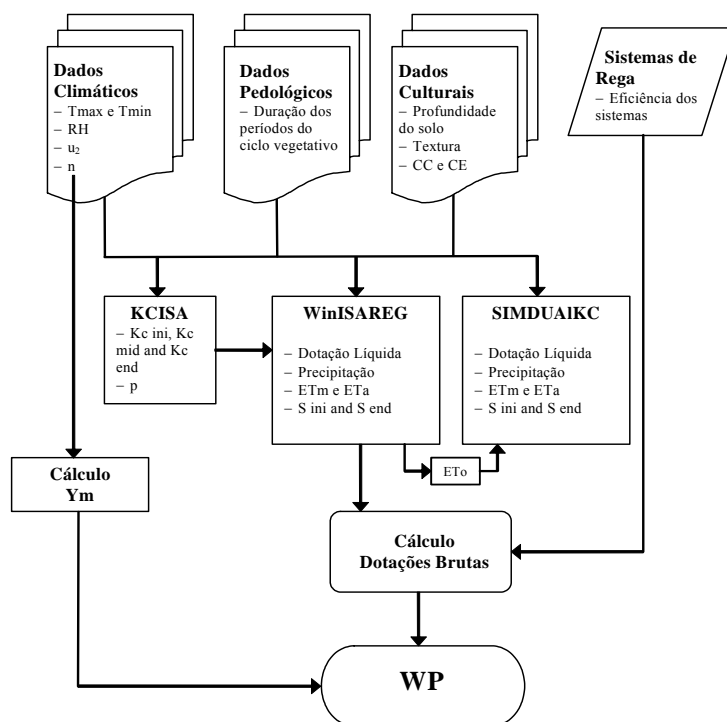 Dados
Climáticos
– Tmax e Tmin
– RH
– u₂
– n
Dados
Pedológicos
– Duração dos
períodos do
ciclo vegetativo
Dados
Culturais
– Profundidade
do solo
– Textura
– CC e CE
Sistemas de
Rega
– Eficiência dos
sistemas
KCISA
– Kc ini, Kc
mid and Kc
end
– p
WinISAREG
– Dotação Líquida
– Precipitação
– ETm e ETa
– S ini and S end
SIMDUAlKC
– Dotação Líquida
– Precipitação
– ETm e ETa
– S ini and S end
ETo
Cálculo
Ym
Cálculo
Dotações Brutas
WP